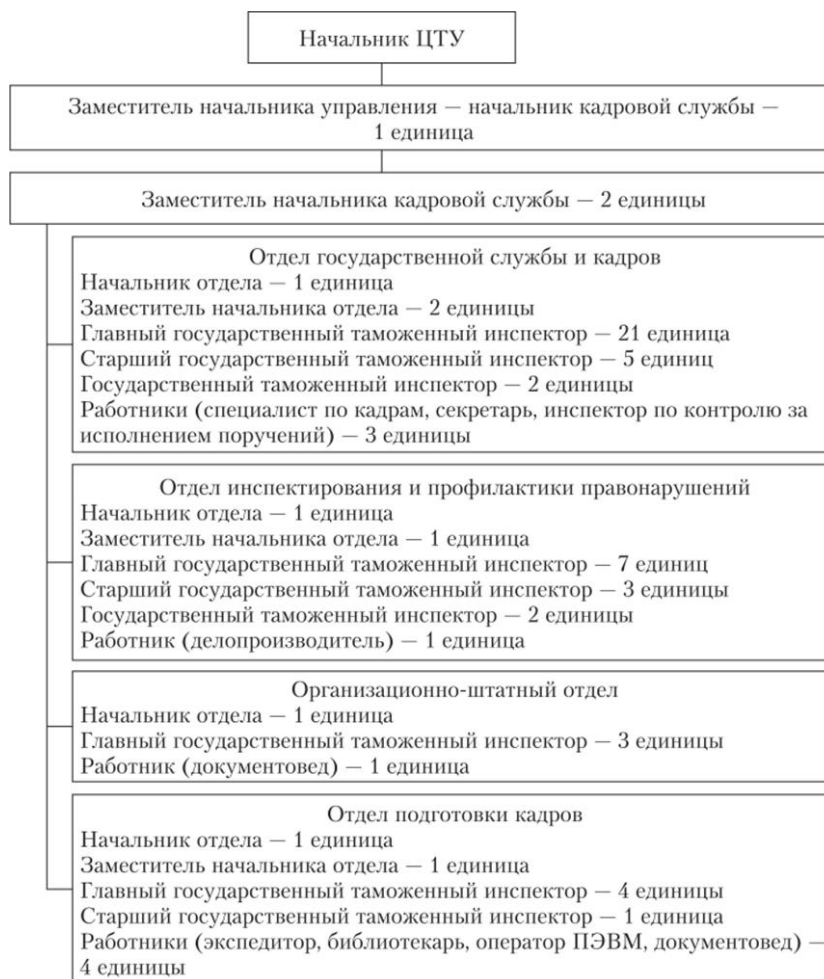 Начальник ЦТУ
Заместитель начальника управления — начальник кадровой службы —
1 единица
Заместитель начальника кадровой службы — 2 единицы
Отдел государственной службы и кадров
Начальник отдела — 1 единица
Заместитель начальника отдела — 2 единицы
Главный государственный таможенный инспектор — 21 единица
Старший государственный таможенный инспектор — 5 единиц
Государственный таможенный инспектор — 2 единицы
Работники (специалист по кадрам, секретарь, инспектор по контролю за
исполнением поручений) — 3 единицы
Отдел инспектирования и профилактики правонарушений
Начальник отдела — 1 единица
Заместитель начальника отдела — 1 единица
Главный государственный таможенный инспектор — 7 единиц
Старший государственный таможенный инспектор — 3 единицы
Государственный таможенный инспектор — 2 единицы
Работник (делопроизводитель) — 1 единица
Организационно-штатный отдел
Начальник отдела — 1 единица
Главный государственный таможенный инспектор — 3 единицы
Работник (документовед) — 1 единица
Отдел подготовки кадров
Начальник отдела — 1 единица
Заместитель начальника отдела — 1 единица
Главный государственный таможенный инспектор — 4 единицы
Старший государственный таможенный инспектор — 1 единица
Работники (экспедитор, библиотекарь, оператор ПЭВМ, документовед) —
4 единицы